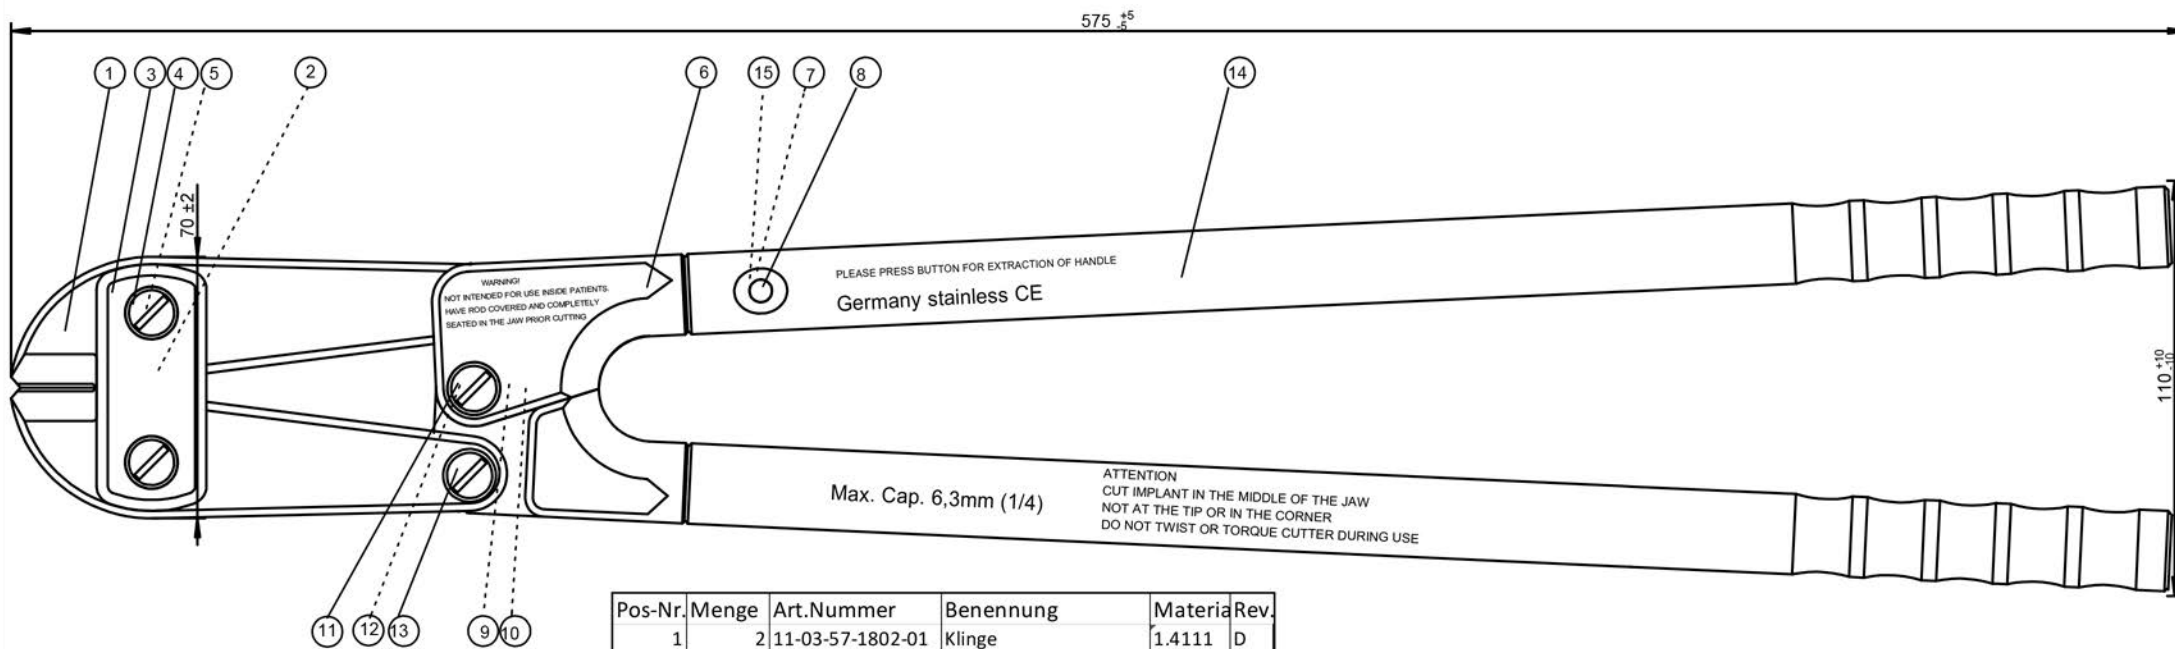 575 +5 -5
1 3 4 5 2 6 15 7 8 14
70 ±2
WARNING!
NOT INTENDED FOR USE INSIDE PATIENTS.
HAVE ROD COVERED AND COMPLETELY
SEATED IN THE JAW PRIOR CUTTING
PLEASE PRESS BUTTON FOR EXTRACTION OF HANDLE
Germany stainless CE
110 +10 -10
Max. Cap. 6,3mm (1/4)
ATTENTION
CUT IMPLANT IN THE MIDDLE OF THE JAW
NOT AT THE TIP OR IN THE CORNER
DO NOT TWIST OR TORQUE CUTTER DURING USE
11 12 13 9 10
Pos-Nr. Menge Art.Nummer Benennung Materia Rev.
1 2 11-03-57-1802-01 Klinge 1.4111 D